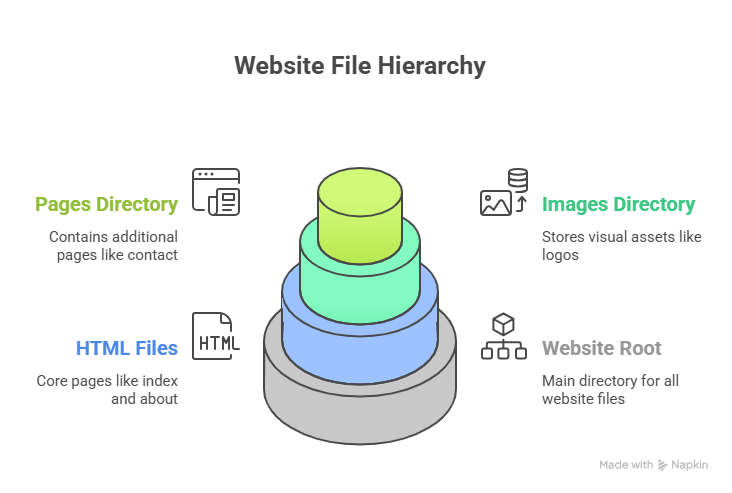 Website File Hierarchy
Pages Directory
Contains additional
pages like contact
Images Directory
Stores visual assets like
logos
HTML Files
Core pages like index
and about
HTML
Website Root
Main directory for all
website files
Made with Napkin